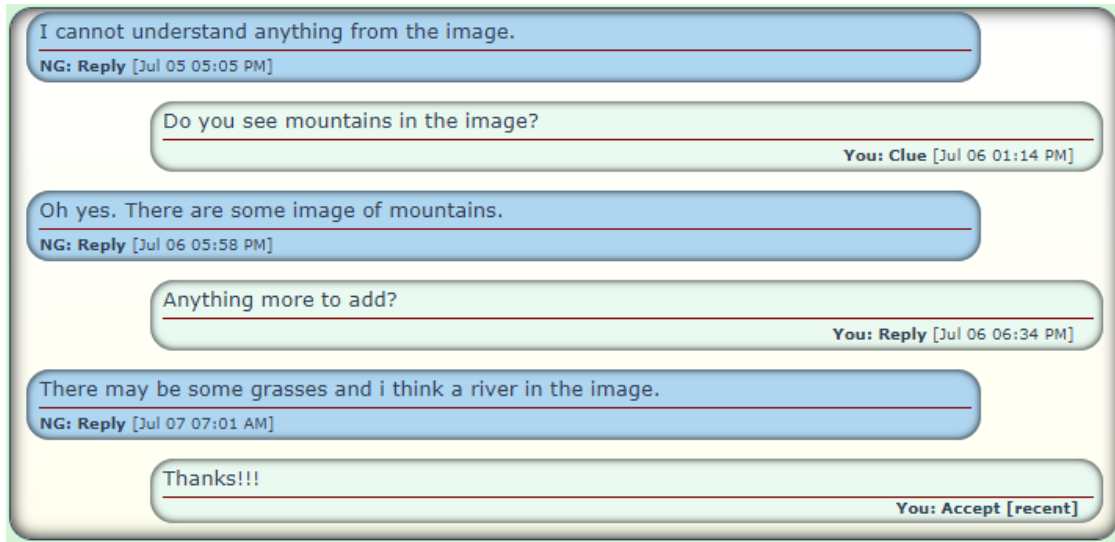 I cannot understand anything from the image.
NG: Reply [Jul 05 05:05 PM]
Do you see mountains in the image?
You: Clue [Jul 06 01:14 PM]
Oh yes. There are some image of mountains.
NG: Reply [Jul 06 05:58 PM]
Anything more to add?
You: Reply [Jul 06 06:34 PM]
There may be some grasses and i think a river in the image.
NG: Reply [Jul 07 07:01 AM]
Thanks!!!
You: Accept [recent]